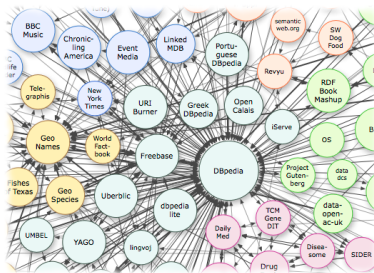 BBC
Music
Chronic-
ling
America
Event
Media
Linked
MDB
Portu-
guese
DBpedia
semantic
web.org
SW
Dog
Food
Revyu
RDF
Book
Mashup
Tele-
graphis
New
York
Times
URI
Burner
Greek
DBpedia
Open
Calais
iServe
OS
Geo
Names
World
Fact-
book
Freebase
DBpedia
Project
Guten-
berg
data
dcs
Fishes
of Texas
Geo
Species
Uberblic
dbpedia
lite
data-
open-
ac-uk
TCM
Gene
DIT
Daily
Med
UMBEL
YAGO
lingvoj
Drug
Disea-
some
SIDER